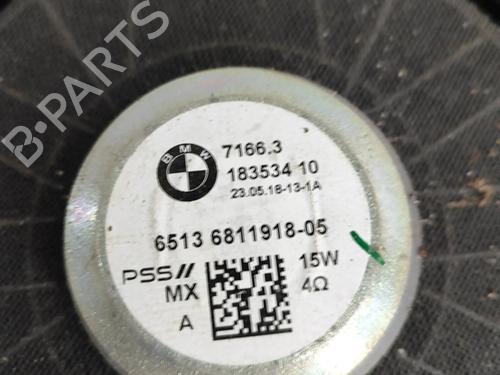 B-PARTS
BMW
7166.3
183534 10
23.05.18-13-1A
6513 6811918-05
PSS//
MX
A
15W
4Ω